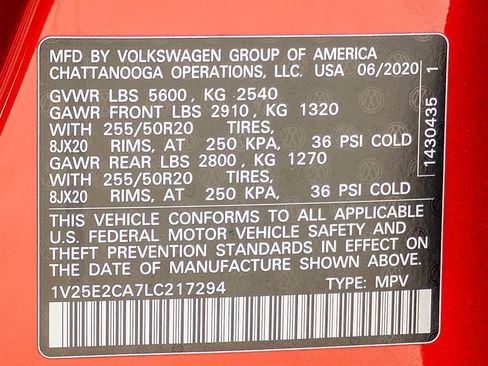 MFD BY VOLKSWAGEN GROUP OF AMERICA
CHATTANOOGA OPERATIONS, LLC. USA 06/2020
GVWR LBS 5600, KG 2540
GAWR FRONT LBS 2910, KG 1320
WITH 255/50R20 TIRES,
8JX20 RIMS, AT 250 KPA, 36 PSI COLD
GAWR REAR LBS 2800, KG 1270
WITH 255/50R20 TIRES,
8JX20 RIMS, AT 250 KPA, 36 PSI COLD
THIS VEHICLE CONFORMS TO ALL APPLICABLE
U.S. FEDERAL MOTOR VEHICLE SAFETY AND
THEFT PREVENTION STANDARDS IN EFFECT ON
THE DATE OF MANUFACTURE SHOWN ABOVE.
1V25E2CA7LC217294 TYPE: MPV
1430435 1